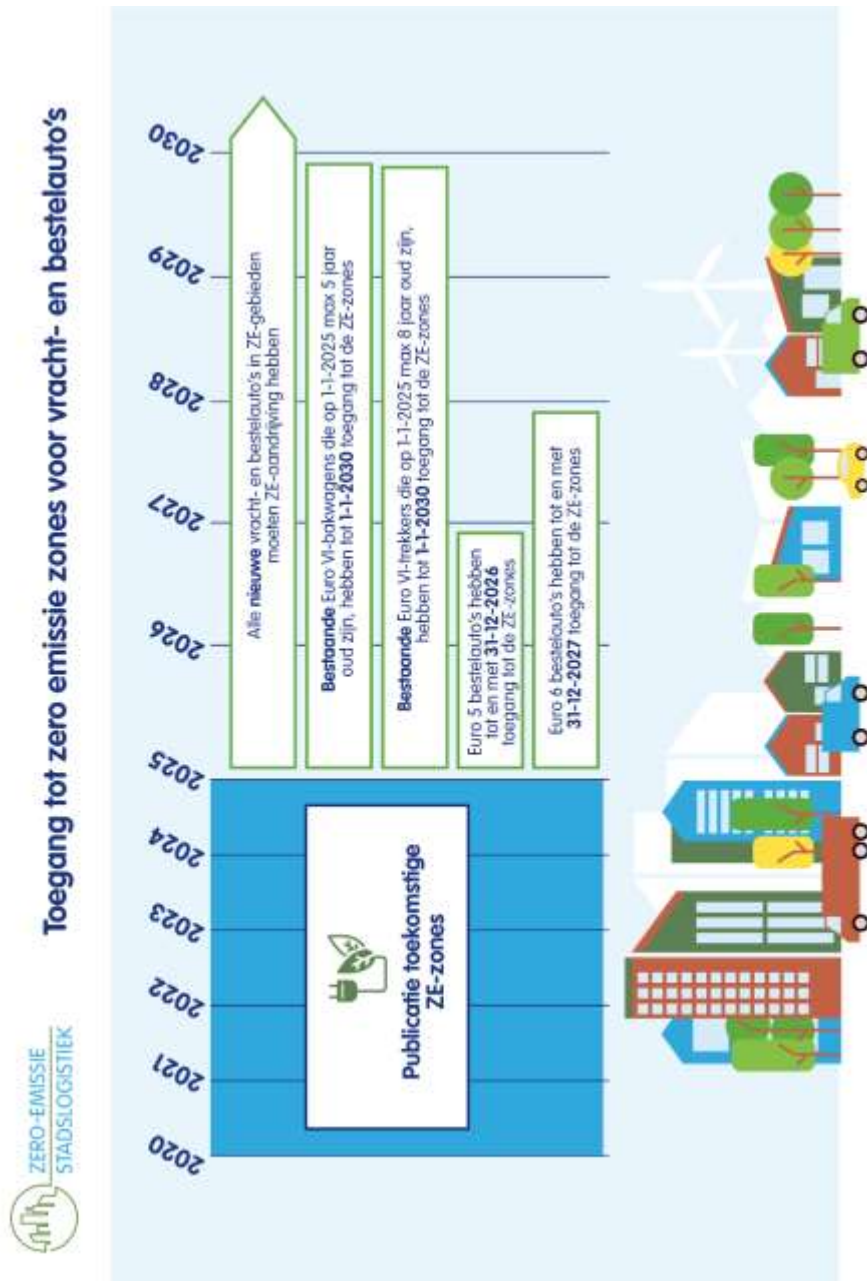 ZERO-EMISSIE
STADSLOGISTIEK
Toegang tot zero emissie zones voor vracht- en bestelauto's
2020
2021
2022
2023
2024
2025
2026
2027
2028
2029
2030
Publicatie toekomstige
ZE-zones
Alle nieuwe vracht- en bestelauto's in ZE-gebieden
moeten ZE-aandrijving hebben
Bestaande Euro VI-bakwagens die op 1-1-2025 max 5 jaar
oud zijn, hebben tot 1-1-2030 toegang tot de ZE-zones
Bestaande Euro VI-trekkers die op 1-1-2025 max 8 jaar oud zijn,
hebben tot 1-1-2030 toegang tot de ZE-zones
Euro 5 bestelauto's hebben
tot en met 31-12-2026
toegang tot de ZE-zones
Euro 6 bestelauto's hebben tot en met
31-12-2027 toegang tot de ZE-zones